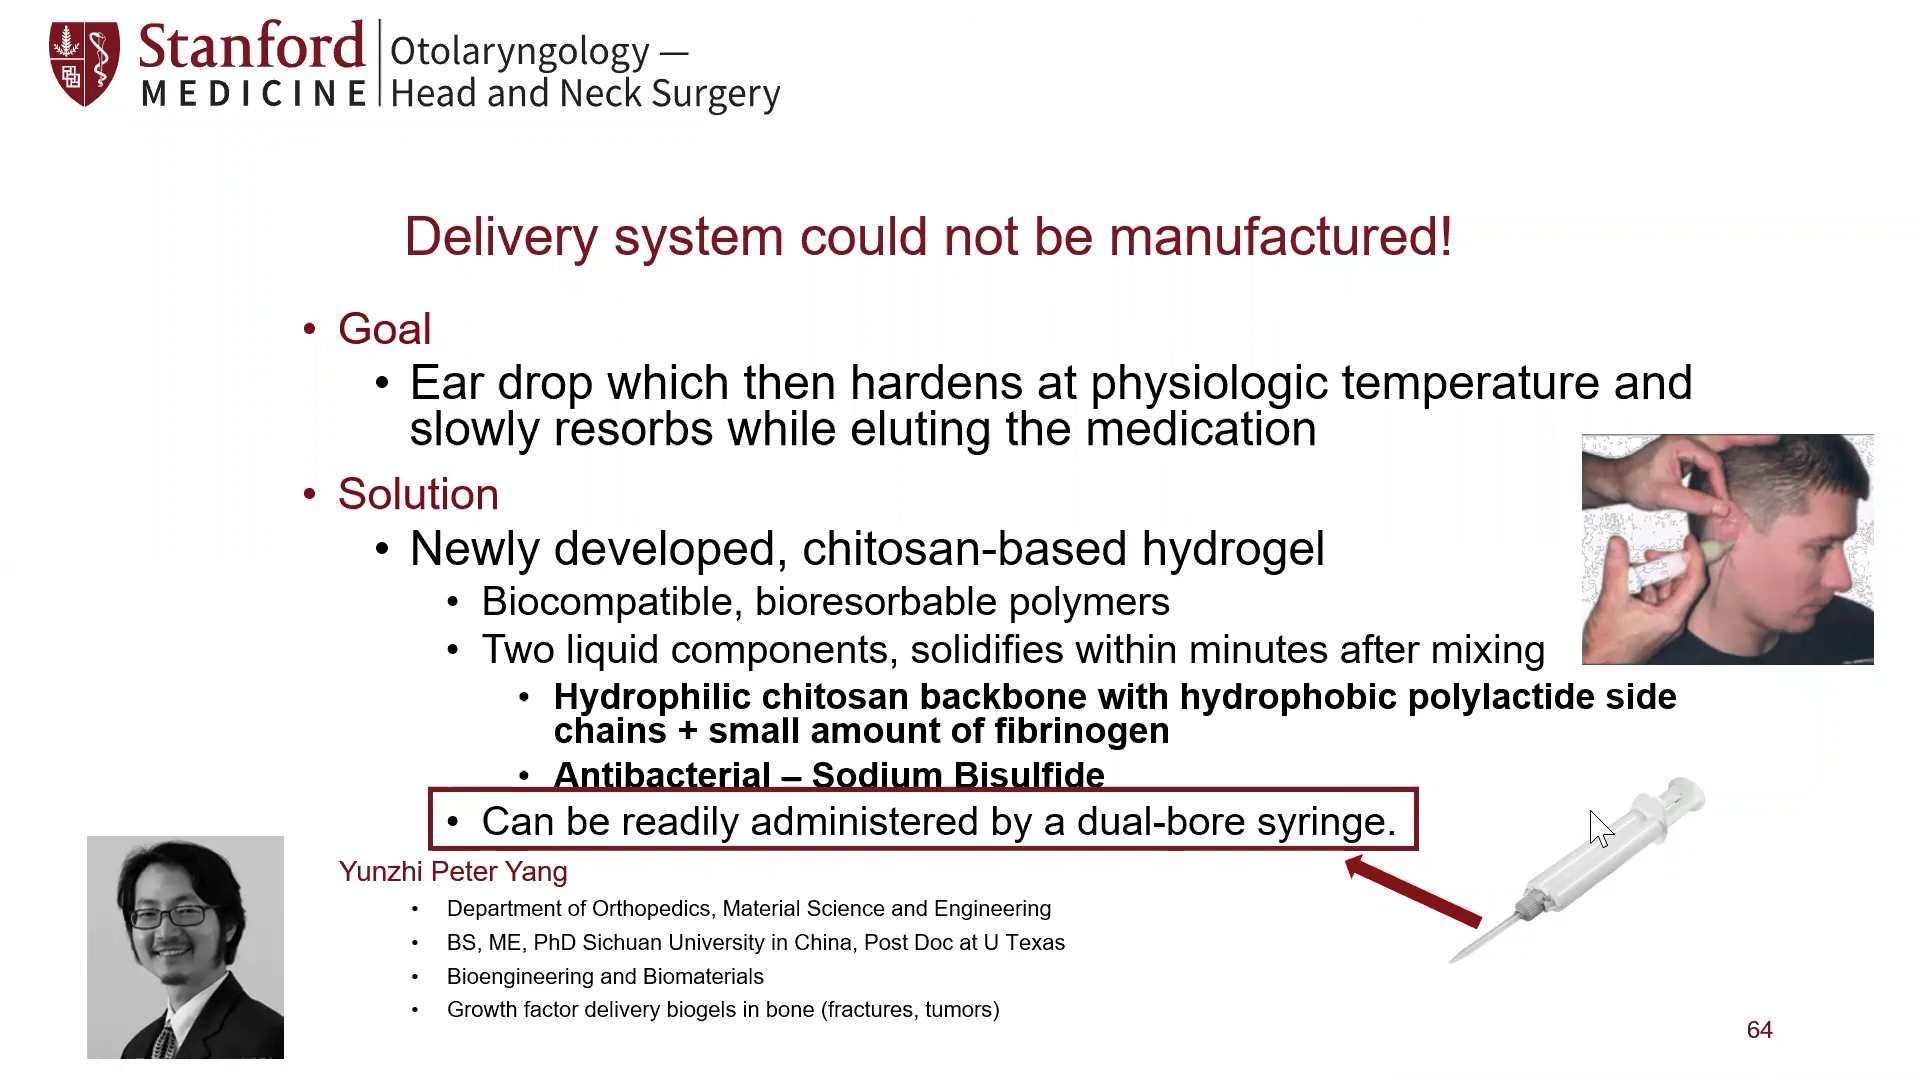 Stanford
MEDICINE
Otolaryngology —
Head and Neck Surgery
Delivery system could not be manufactured!
• Goal
• Ear drop which then hardens at physiologic temperature and
slowly resorbs while eluting the medication
• Solution
• Newly developed, chitosan-based hydrogel
• Biocompatible, bioresorbable polymers
• Two liquid components, solidifies within minutes after mixing
• Hydrophilic chitosan backbone with hydrophobic polylactide side
chains + small amount of fibrinogen
• Antibacterial – Sodium Bisulfide
• Can be readily administered by a dual-bore syringe.
Yunzhi Peter Yang
• Department of Orthopedics, Material Science and Engineering
• BS, ME, PhD Sichuan University in China, Post Doc at U Texas
• Bioengineering and Biomaterials
• Growth factor delivery biogels in bone (fractures, tumors)
64